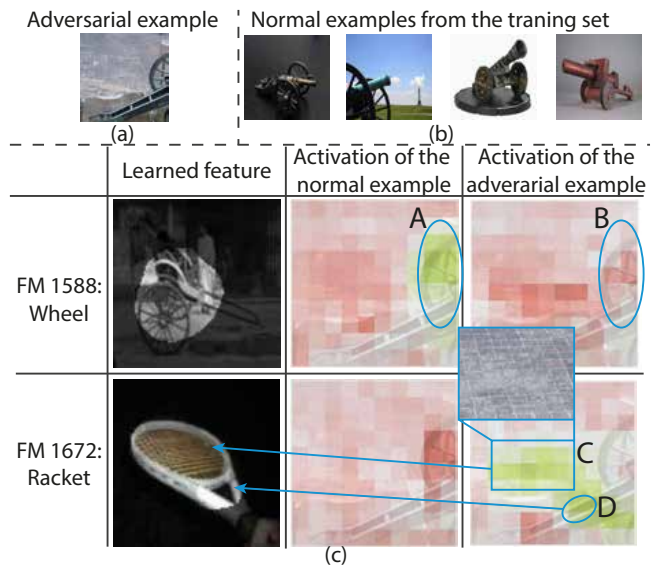 Adversarial example
Normal examples from the traning set
(a)
(b)
Learned feature
Activation of the
normal example
Activation of the
adverarial example
FM 1588:
Wheel
A
B
FM 1672:
Racket
C
D
(c)